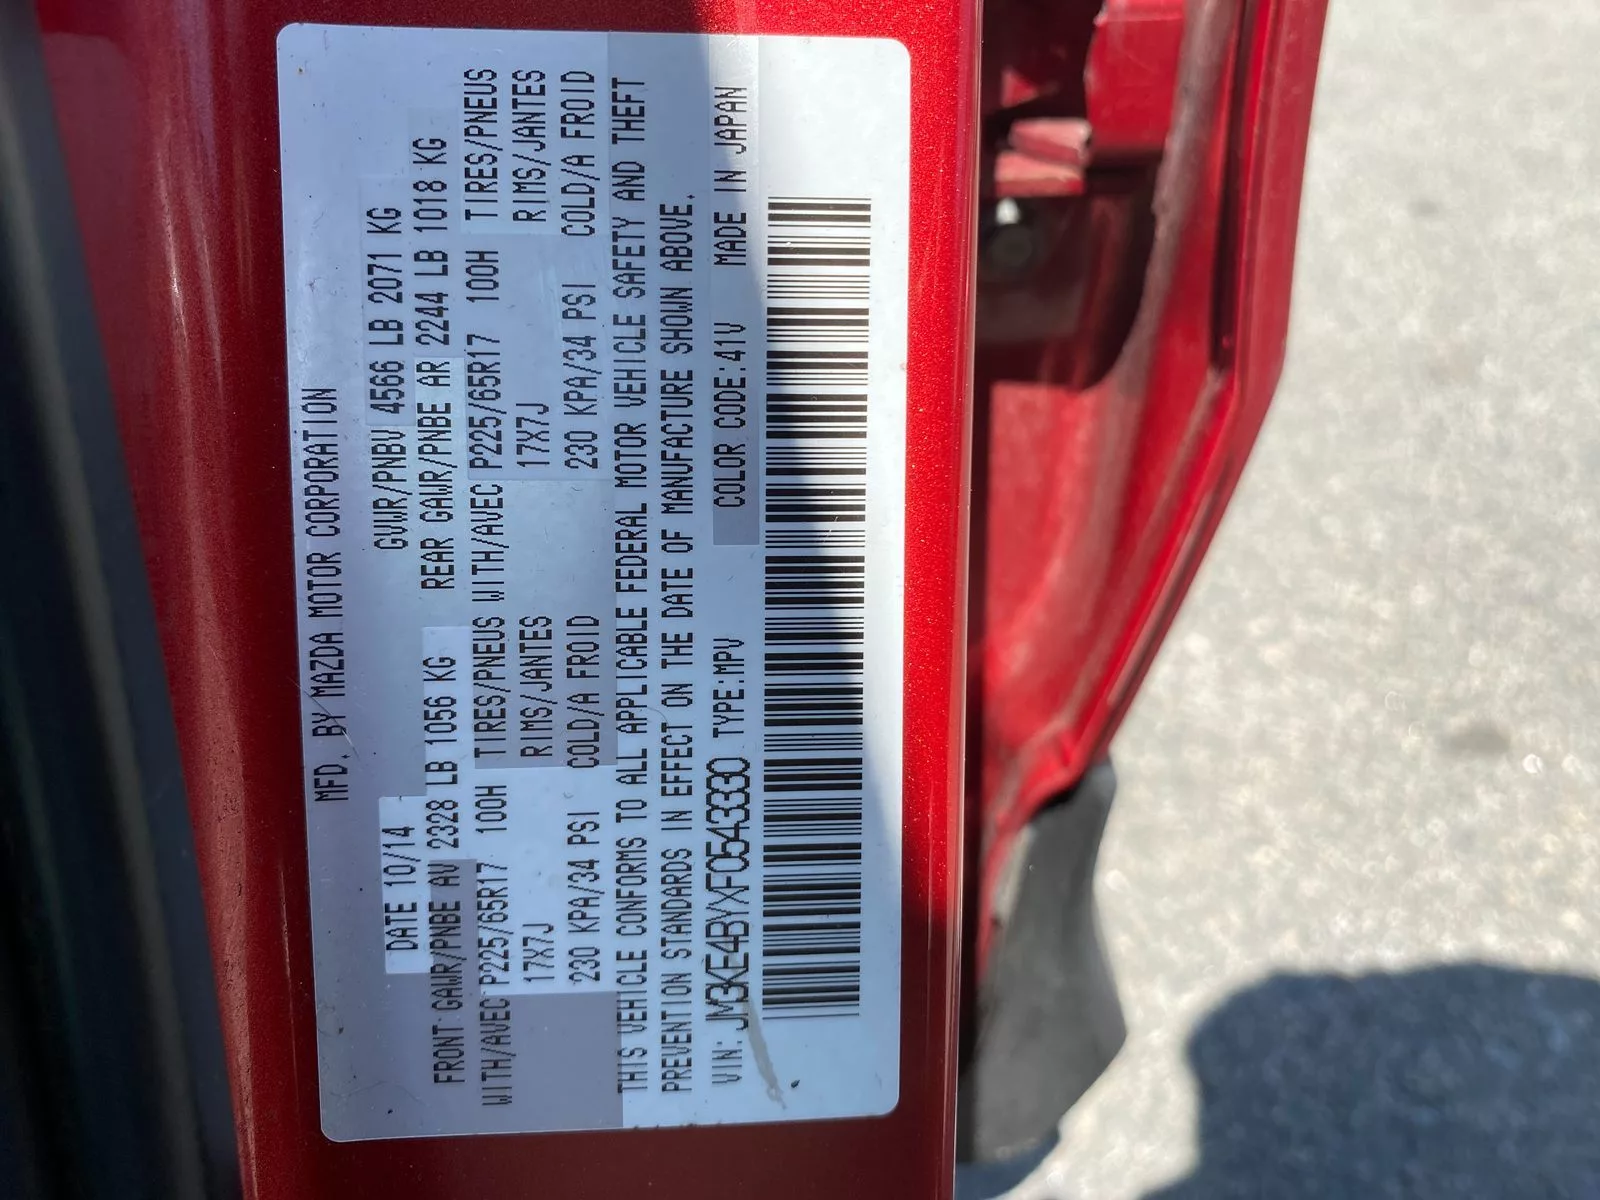 MFD. BY MAZDA MOTOR CORPORATION
DATE 10/14 GVWR/PNBV 4566 LB 2071 KG
FRONT GAWR/PNBE AV 2328 LB 1056 KG REAR GAWR/PNBE AR 2244 LB 1018 KG
WITH/AVEC P225/65R17 100H TIRES/PNEUS WITH/AVEC P225/65R17 100H TIRES/PNEUS
17X7J RIMS/JANTES 17X7J RIMS/JANTES
230 KPA/34 PSI COLD/A FROID 230 KPA/34 PSI COLD/A FROID
THIS VEHICLE CONFORMS TO ALL APPLICABLE FEDERAL MOTOR VEHICLE SAFETY AND THEFT
PREVENTION STANDARDS IN EFFECT ON THE DATE OF MANUFACTURE SHOWN ABOVE.
VIN: JM3KE4BYXF0543330 TYPE:MPV COLOR CODE:41V MADE IN JAPAN